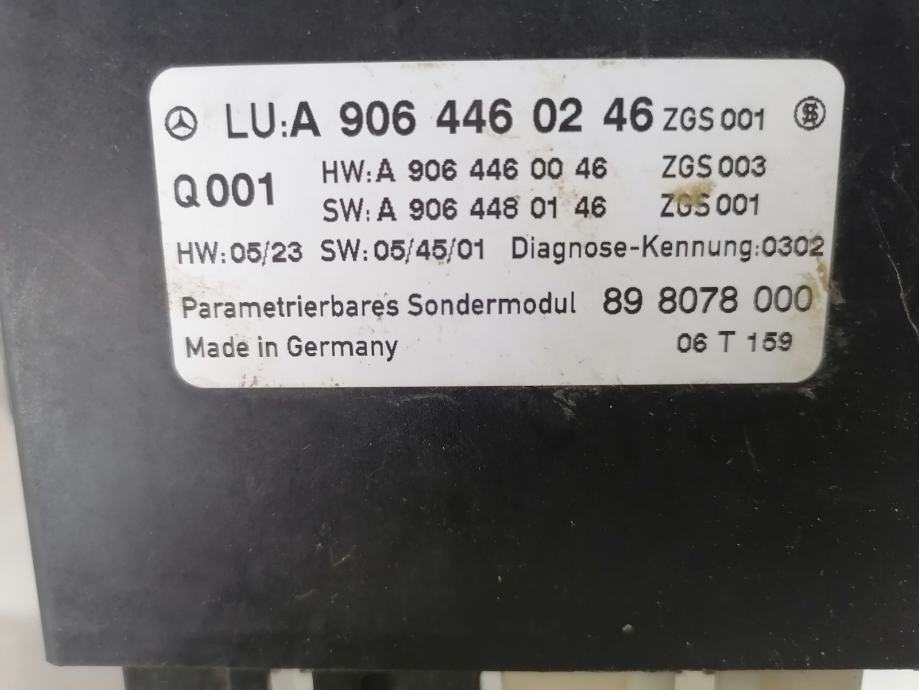 LU:A 906 446 02 46 ZGS 001
Q 001
HW: A 906 446 00 46 ZGS 003
SW: A 906 448 01 46 ZGS 001
HW: 05/23 SW: 05/45/01 Diagnose-Kennung:0302
Parametrierbares Sondermodul 89 8078 000
Made in Germany 06 T 159